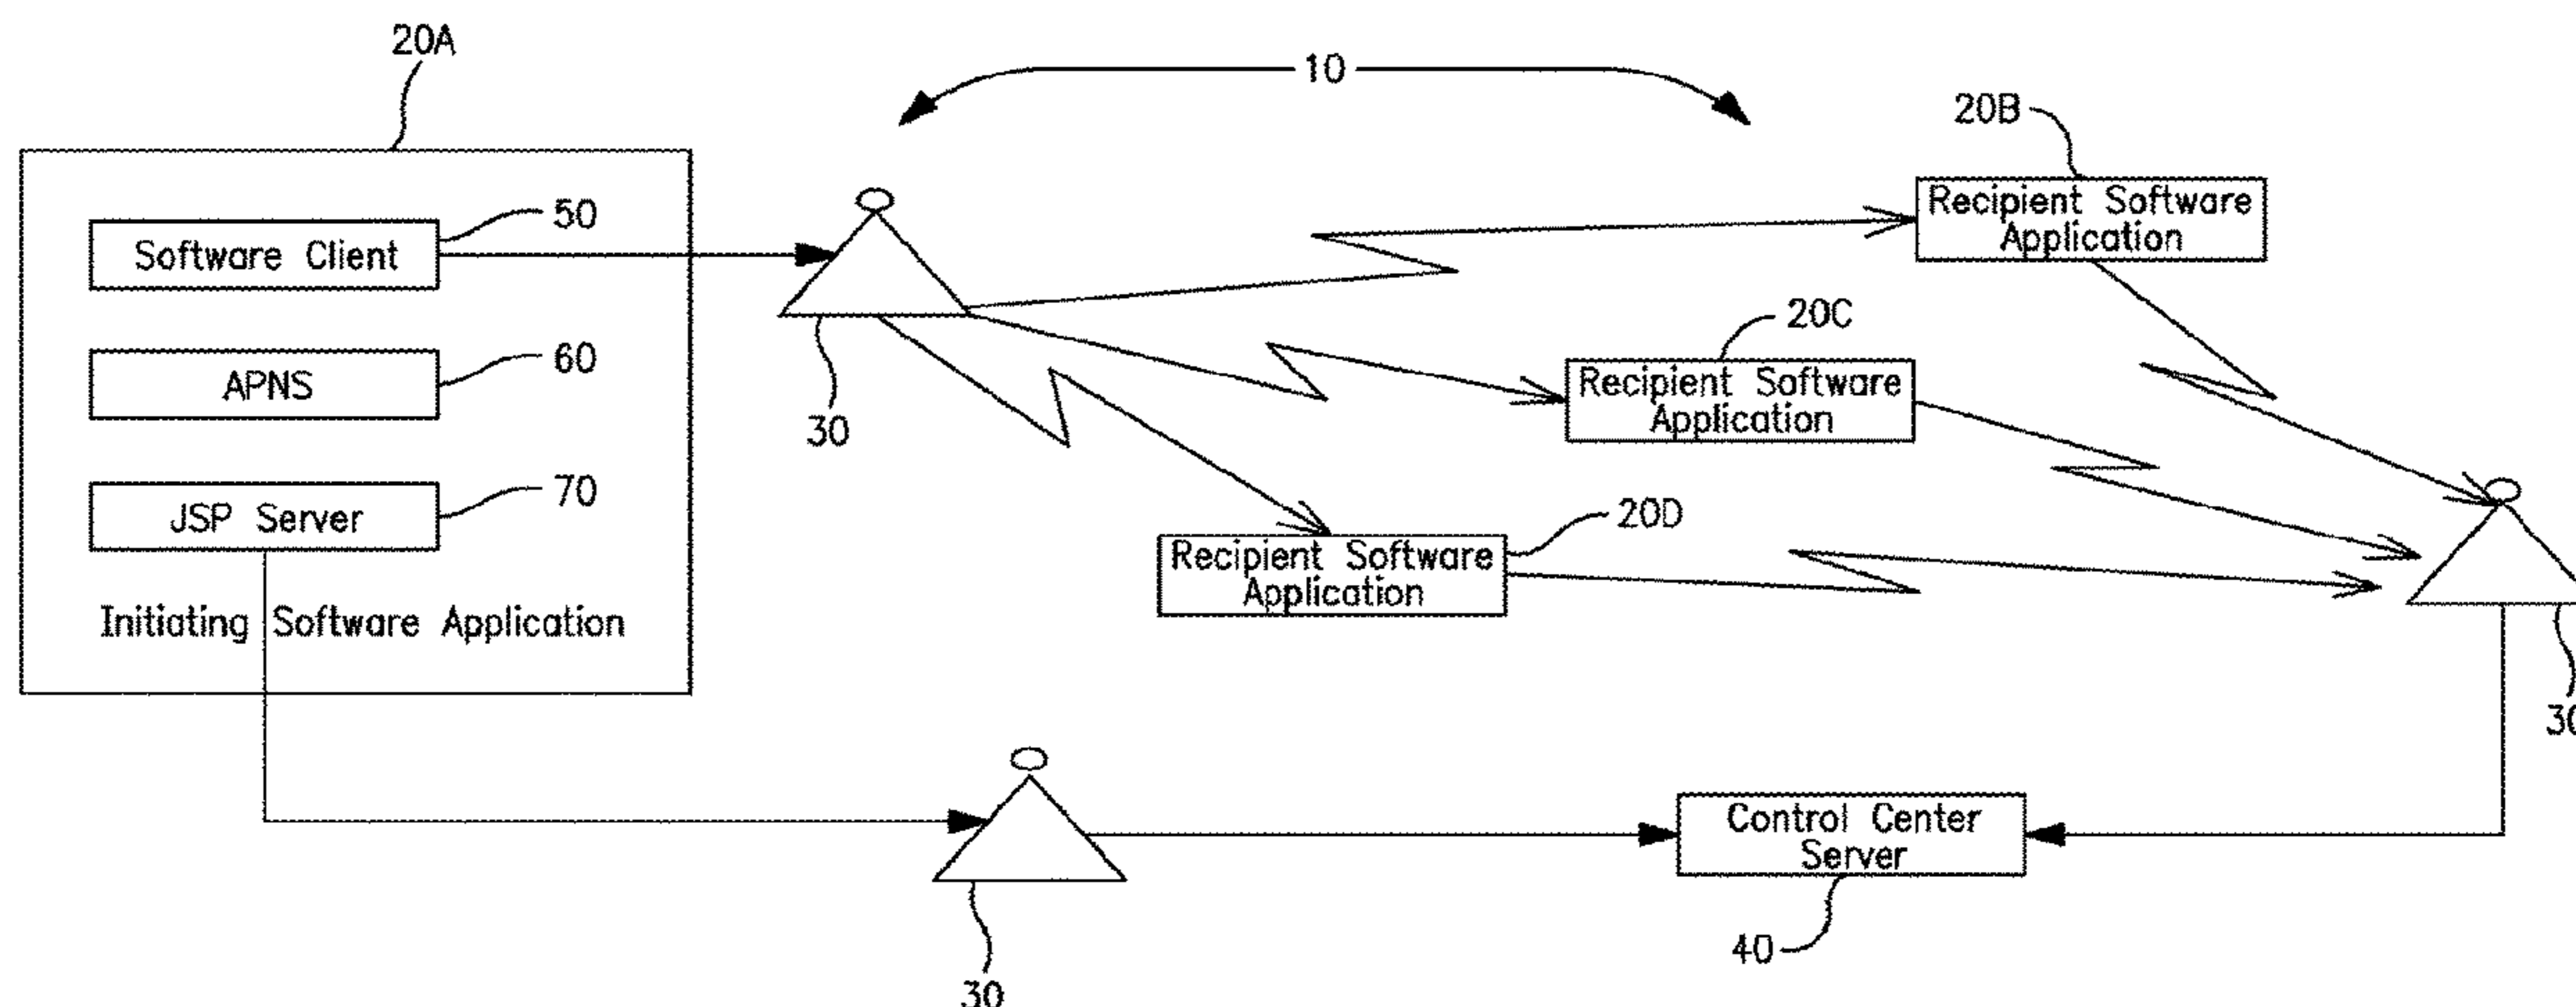 20A
10
20B
50
Software Client
Recipient Software
Application
20C
60
APNS
Recipient Software
Application
30
70
JSP Server
20D
Recipient Software
Application
Initiating Software Application
30
Control Center
Server
40
30